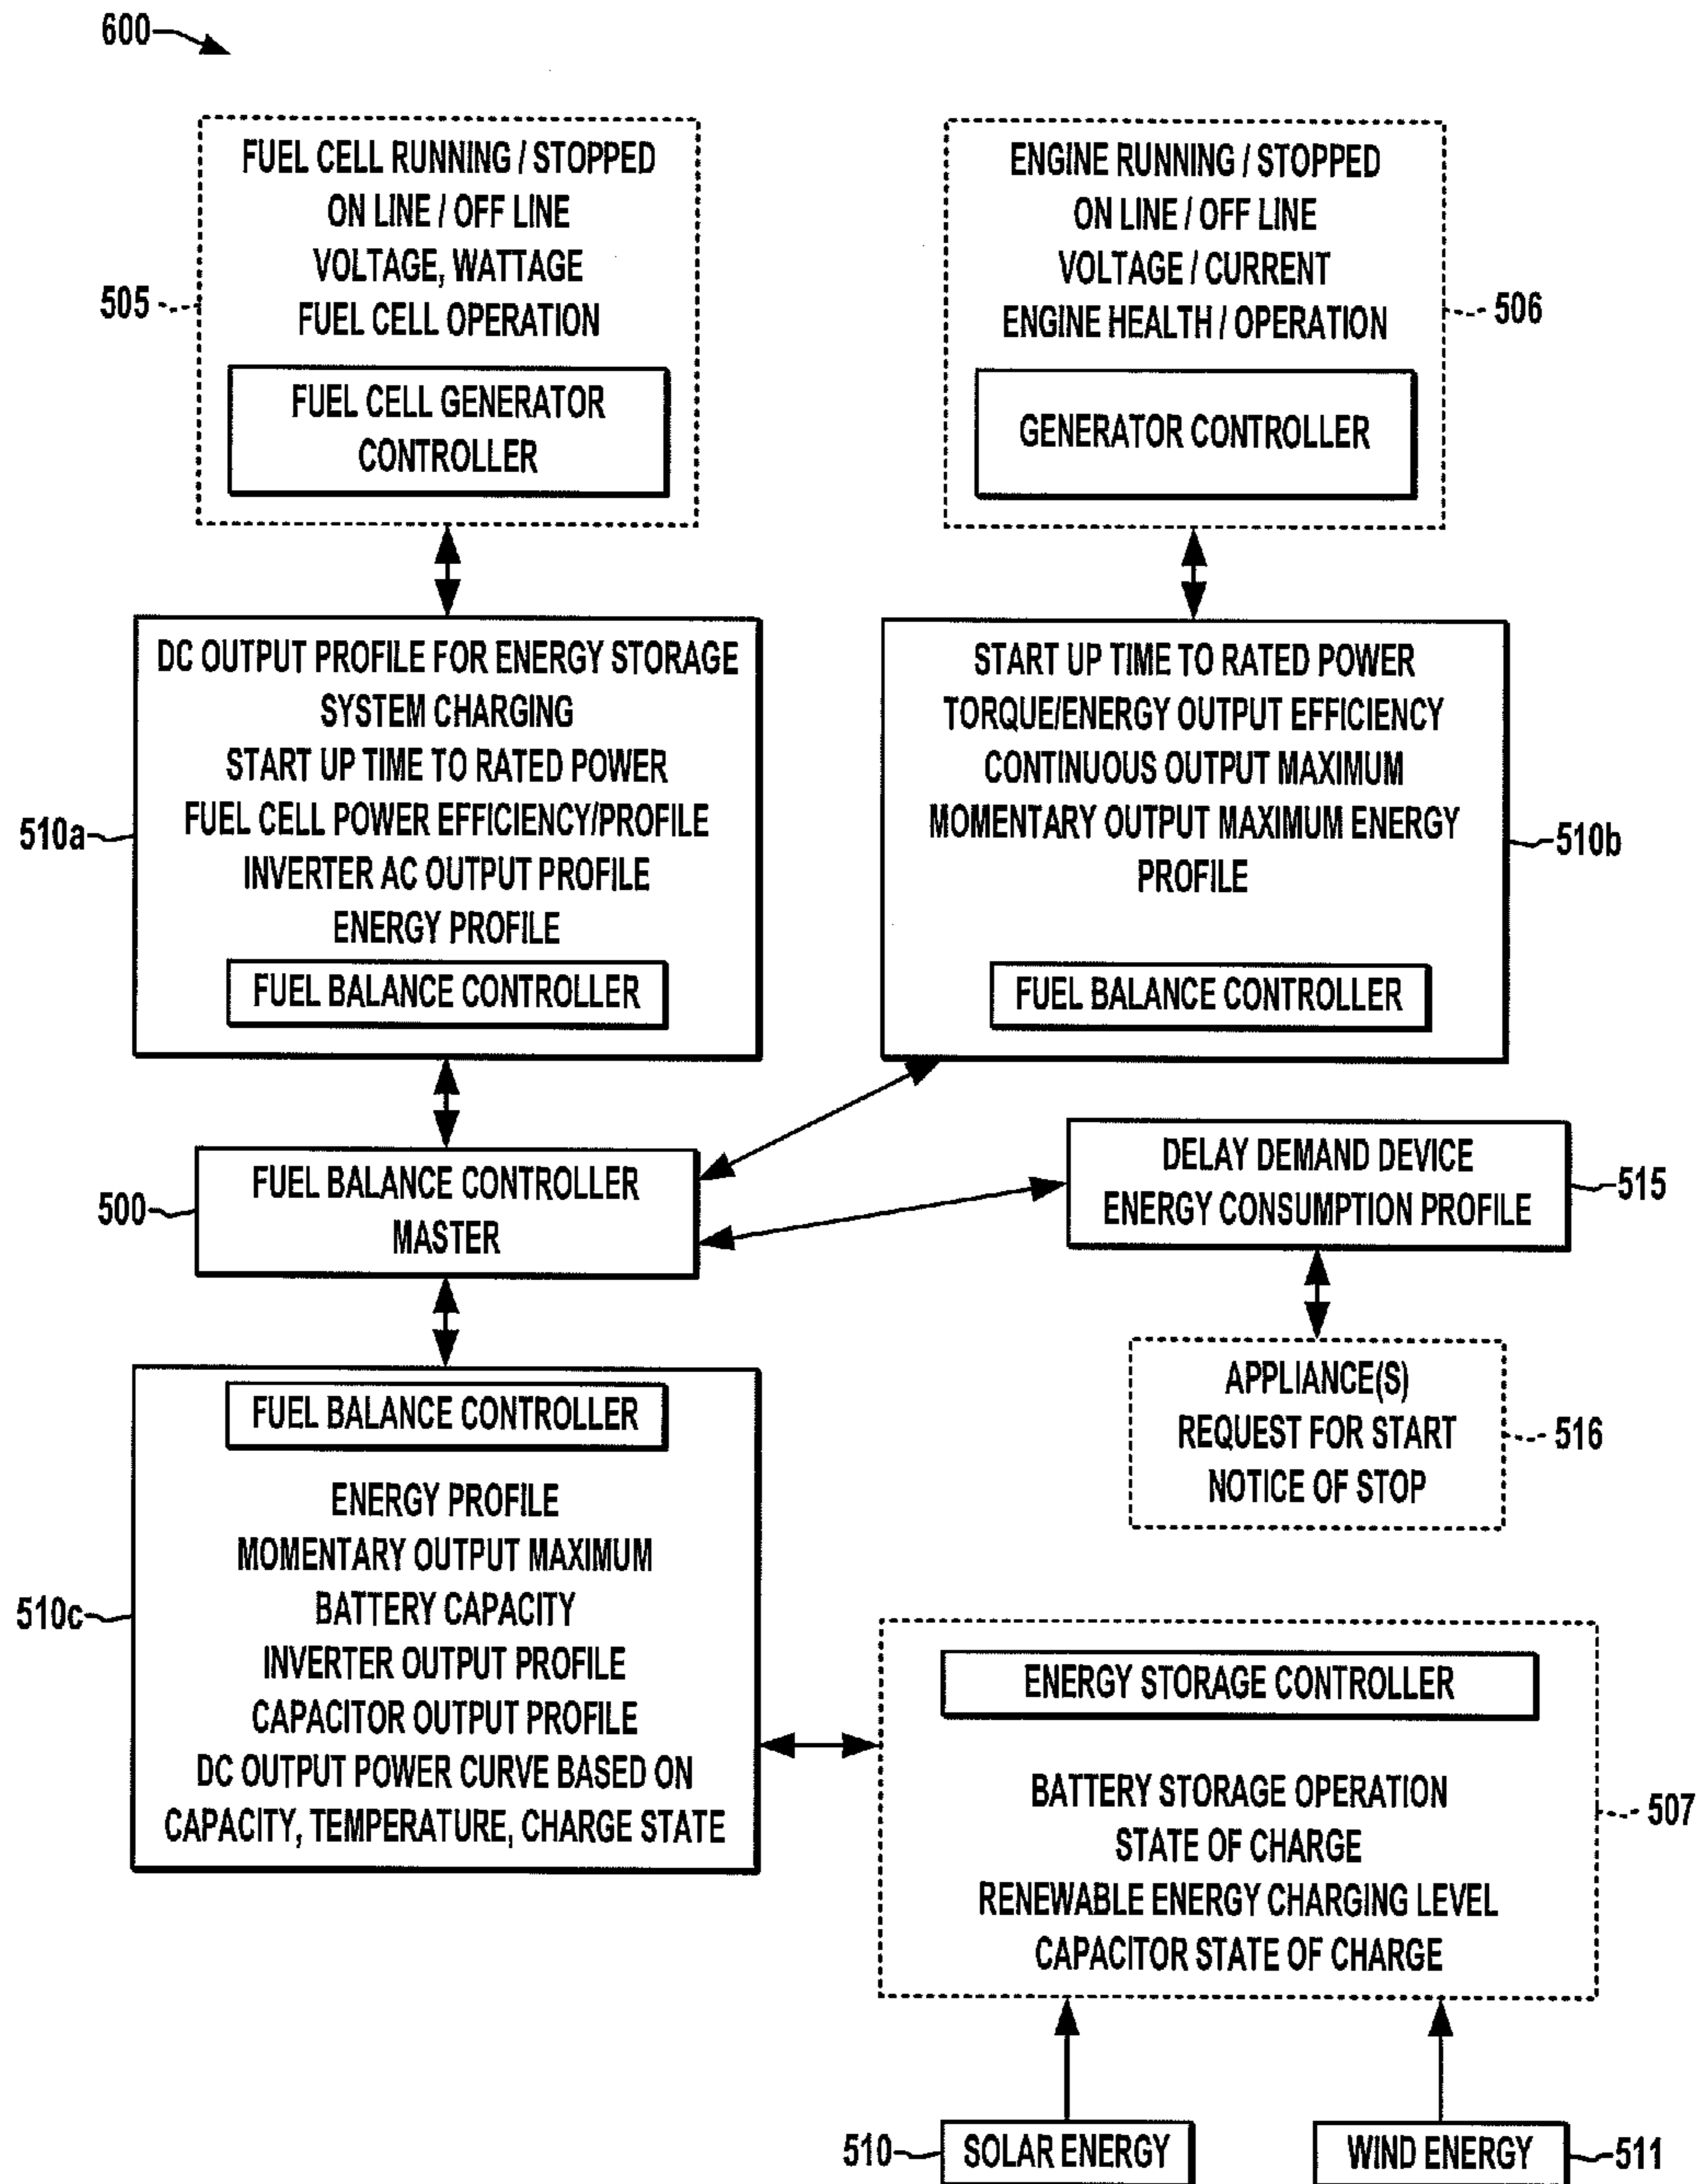 600
FUEL CELL RUNNING / STOPPED
ON LINE / OFF LINE
VOLTAGE, WATTAGE
FUEL CELL OPERATION
505
FUEL CELL GENERATOR
CONTROLLER
ENGINE RUNNING / STOPPED
ON LINE / OFF LINE
VOLTAGE / CURRENT
ENGINE HEALTH / OPERATION
506
GENERATOR CONTROLLER
DC OUTPUT PROFILE FOR ENERGY STORAGE
SYSTEM CHARGING
START UP TIME TO RATED POWER
FUEL CELL POWER EFFICIENCY/PROFILE
510a
INVERTER AC OUTPUT PROFILE
ENERGY PROFILE
FUEL BALANCE CONTROLLER
START UP TIME TO RATED POWER
TORQUE/ENERGY OUTPUT EFFICIENCY
CONTINUOUS OUTPUT MAXIMUM
MOMENTARY OUTPUT MAXIMUM ENERGY
PROFILE
510b
FUEL BALANCE CONTROLLER
500
FUEL BALANCE CONTROLLER
MASTER
DELAY DEMAND DEVICE
ENERGY CONSUMPTION PROFILE
515
APPLIANCE(S)
REQUEST FOR START
NOTICE OF STOP
516
FUEL BALANCE CONTROLLER
ENERGY PROFILE
MOMENTARY OUTPUT MAXIMUM
BATTERY CAPACITY
510c
INVERTER OUTPUT PROFILE
CAPACITOR OUTPUT PROFILE
DC OUTPUT POWER CURVE BASED ON
CAPACITY, TEMPERATURE, CHARGE STATE
ENERGY STORAGE CONTROLLER
BATTERY STORAGE OPERATION
STATE OF CHARGE
RENEWABLE ENERGY CHARGING LEVEL
CAPACITOR STATE OF CHARGE
507
510
SOLAR ENERGY
WIND ENERGY
511